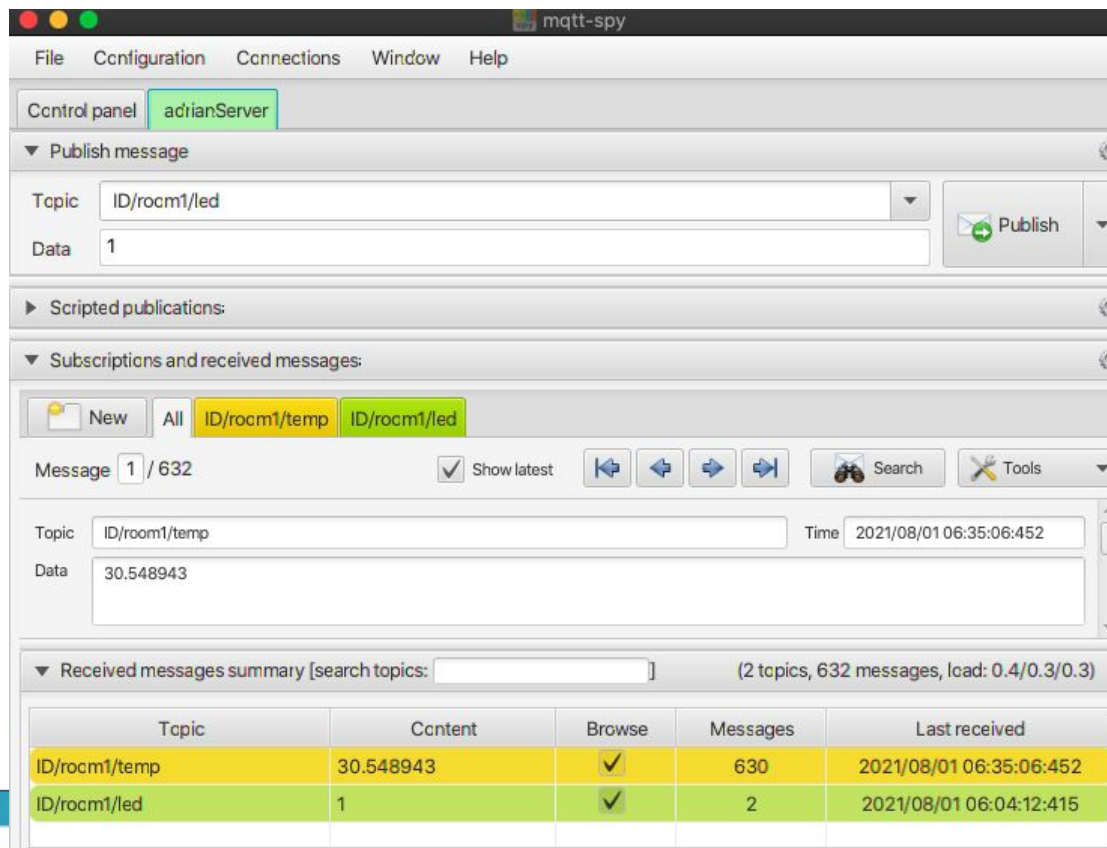 mqtt-spy
File Configuration Connections Window Help
Control panel adrianServer
Publish message
Topic ID/room1/led
Publish
Data 1
Scripted publications
Subscriptions and received messages
New All ID/room1/temp ID/room1/led
Message 1 / 632 Show latest Search Tools
Topic ID/room1/temp Time 2021/08/01 06:35:06:452
Data 30.548943
Received messages summary [search topics: ] (2 topics, 632 messages, load: 0.4/0.3/0.3)
Topic Content Browse Messages Last received
ID/room1/temp 30.548943 630 2021/08/01 06:35:06:452
ID/room1/led 1 2 2021/08/01 06:04:12:415